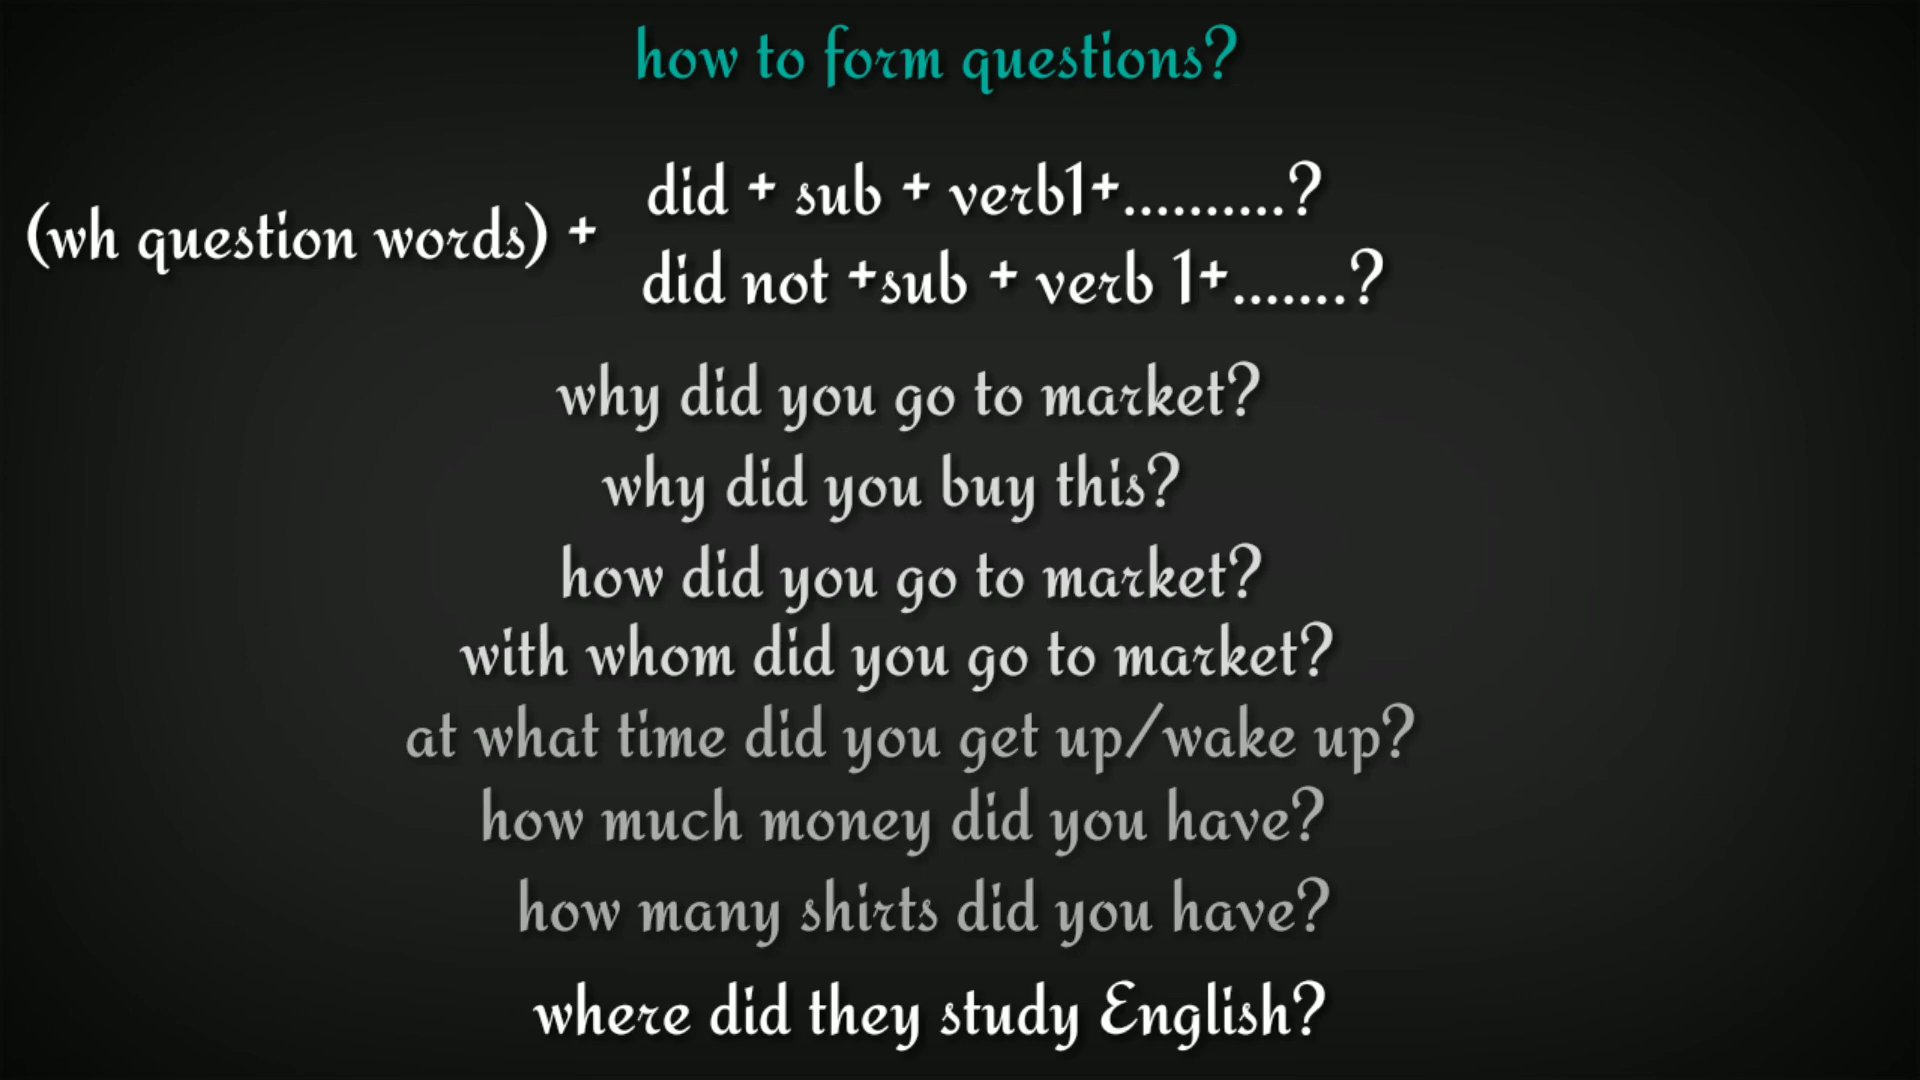 how to form questions?
did + sub + verb1+..........?
(wh question words) +
did not +sub + verb 1+.......?
why did you go to market?
why did you buy this?
how did you go to market?
with whom did you go to market?
at what time did you get up/wake up?
how much money did you have?
how many shirts did you have?
where did they study English?